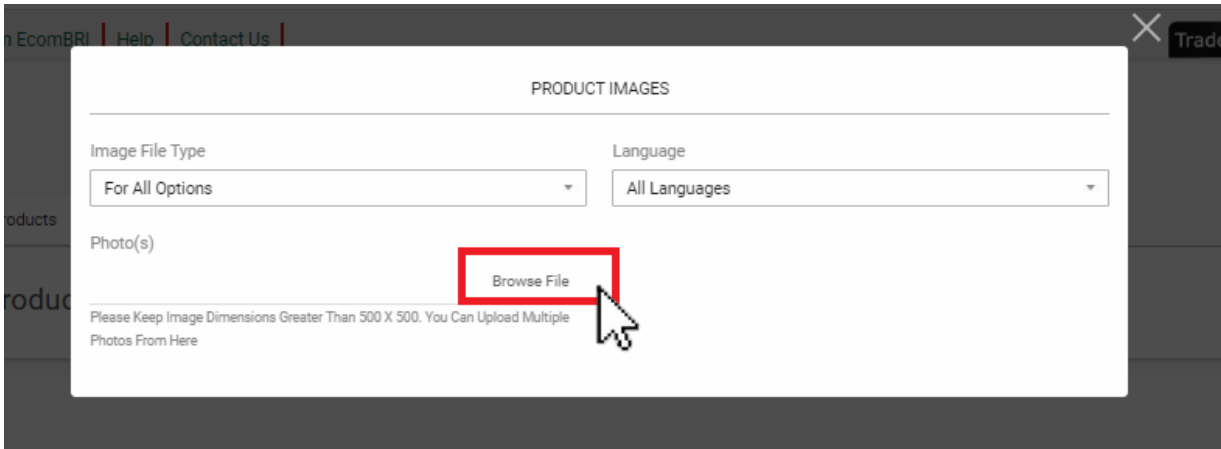 n EcomBRI Help Contact Us
Trade
PRODUCT IMAGES
Image File Type
Language
For All Options
All Languages
roducts
Photo(s)
Browse File
roduc
Please Keep Image Dimensions Greater Than 500 X 500. You Can Upload Multiple
Photos From Here